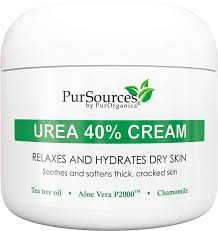 PurSources
by PurOrganica®
UREA 40% CREAM
RELAXES AND HYDRATES DRY SKIN
Soothes and softens thick, cracked skin
Tea tree oil • Aloe Vera P2000™ • Chamomile